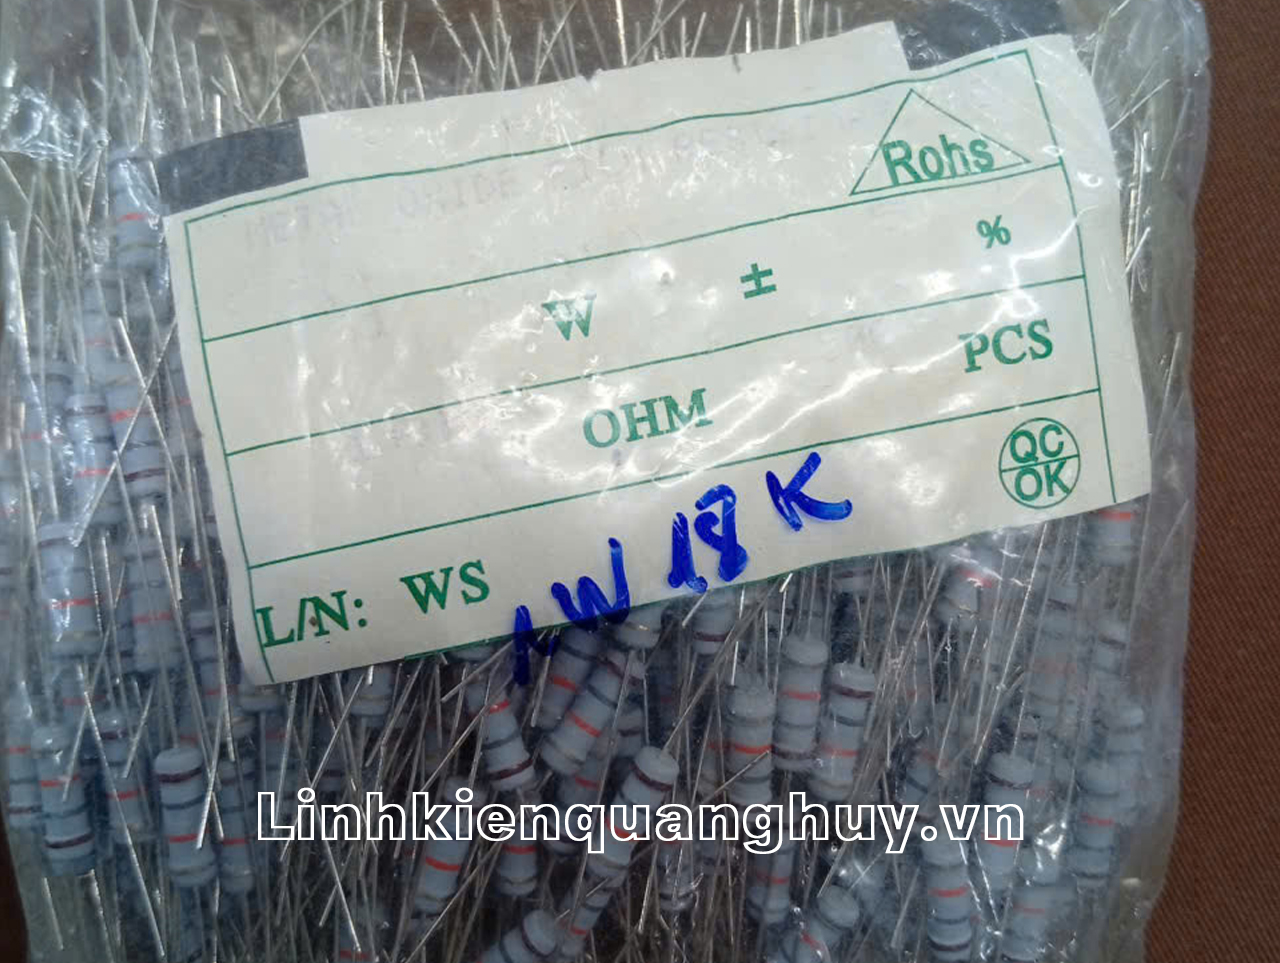 Rohs
W ± %
OHM PCS
QC
OK
L/N: WS
1W 18K
Linhkienquanghuy.vn